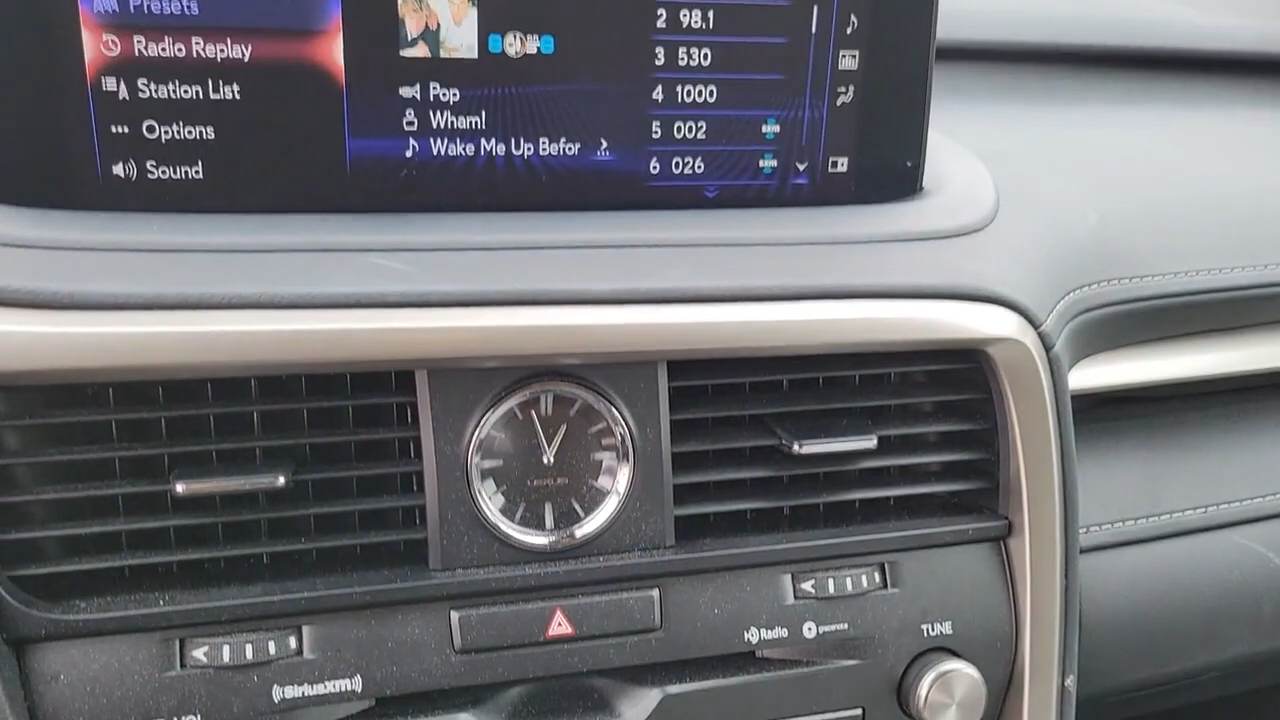 Presets
Radio Replay
Station List
Options
Sound
Pop
Wham!
Wake Me Up Befor
2 98.1
3 530
4 1000
5 002
6 026
LEXUS
HD Radio
gracenote
TUNE
SiriusXM